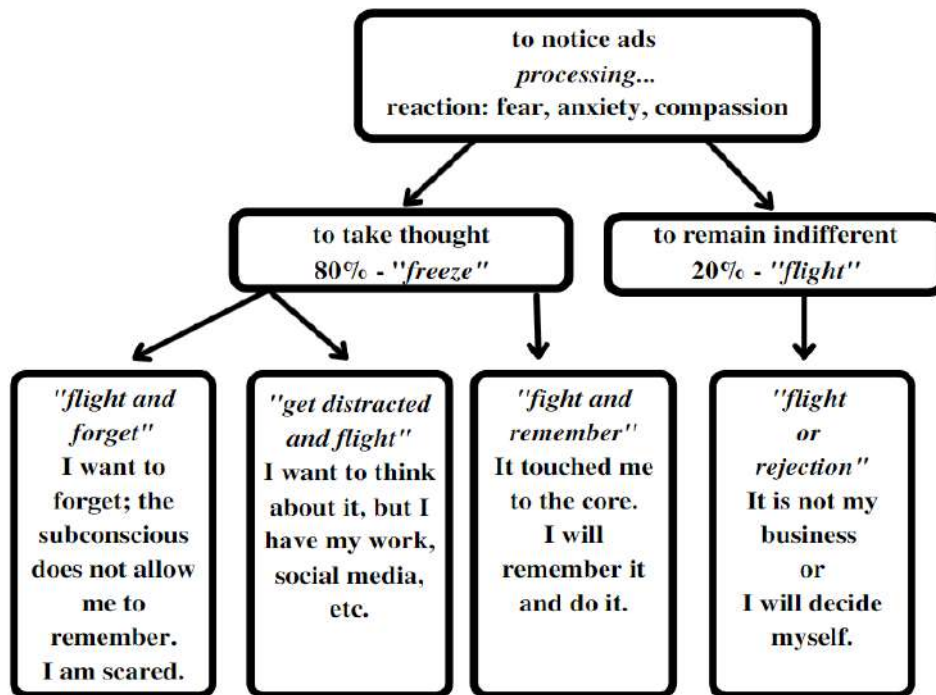 to notice ads
processing...
reaction: fear, anxiety, compassion
to take thought
80% - "freeze"
to remain indifferent
20% - "flight"
"flight and
forget"
I want to
forget; the
subconscious
does not allow
me to
remember.
I am scared.
"get distracted
and flight"
I want to think
about it, but I
have my work,
social media,
etc.
"fight and
remember"
It touched me
to the core.
I will
remember it
and do it.
"flight
or
rejection"
It is not my
business
or
I will decide
myself.